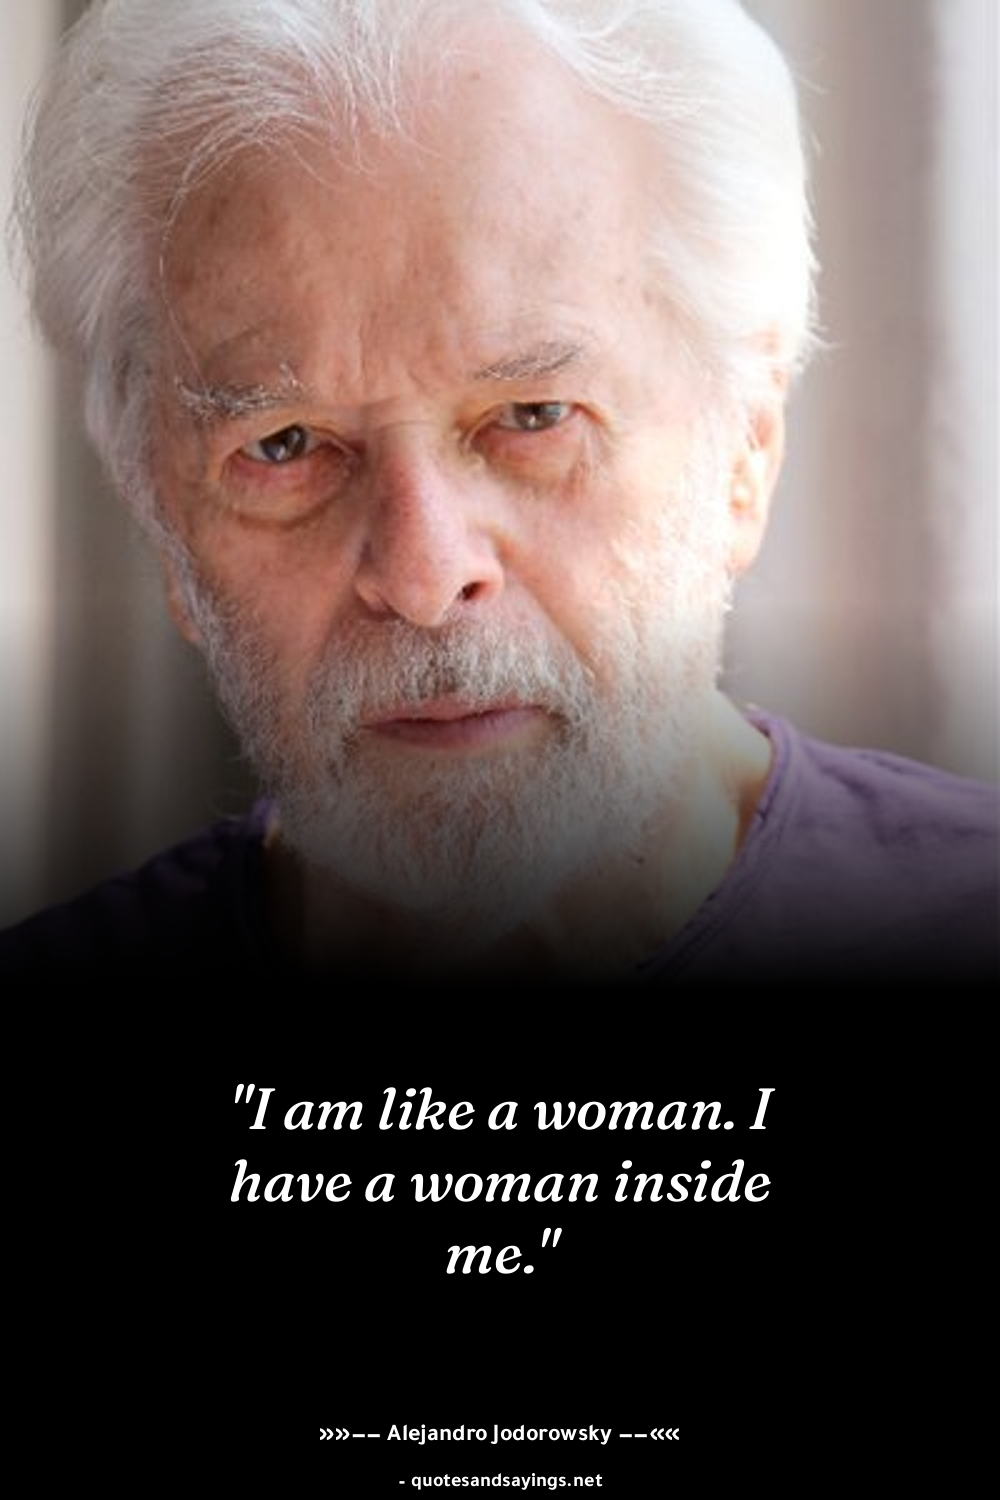 "I am like a woman. I
have a woman inside
me."
»»−− Alejandro Jodorowsky −−««
- quotesandsayings.net